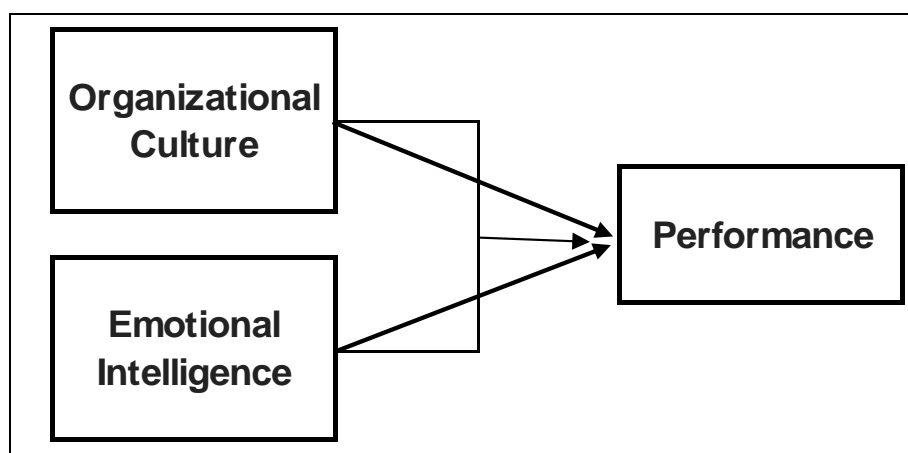 Organizational
Culture
Performance
Emotional
Intelligence